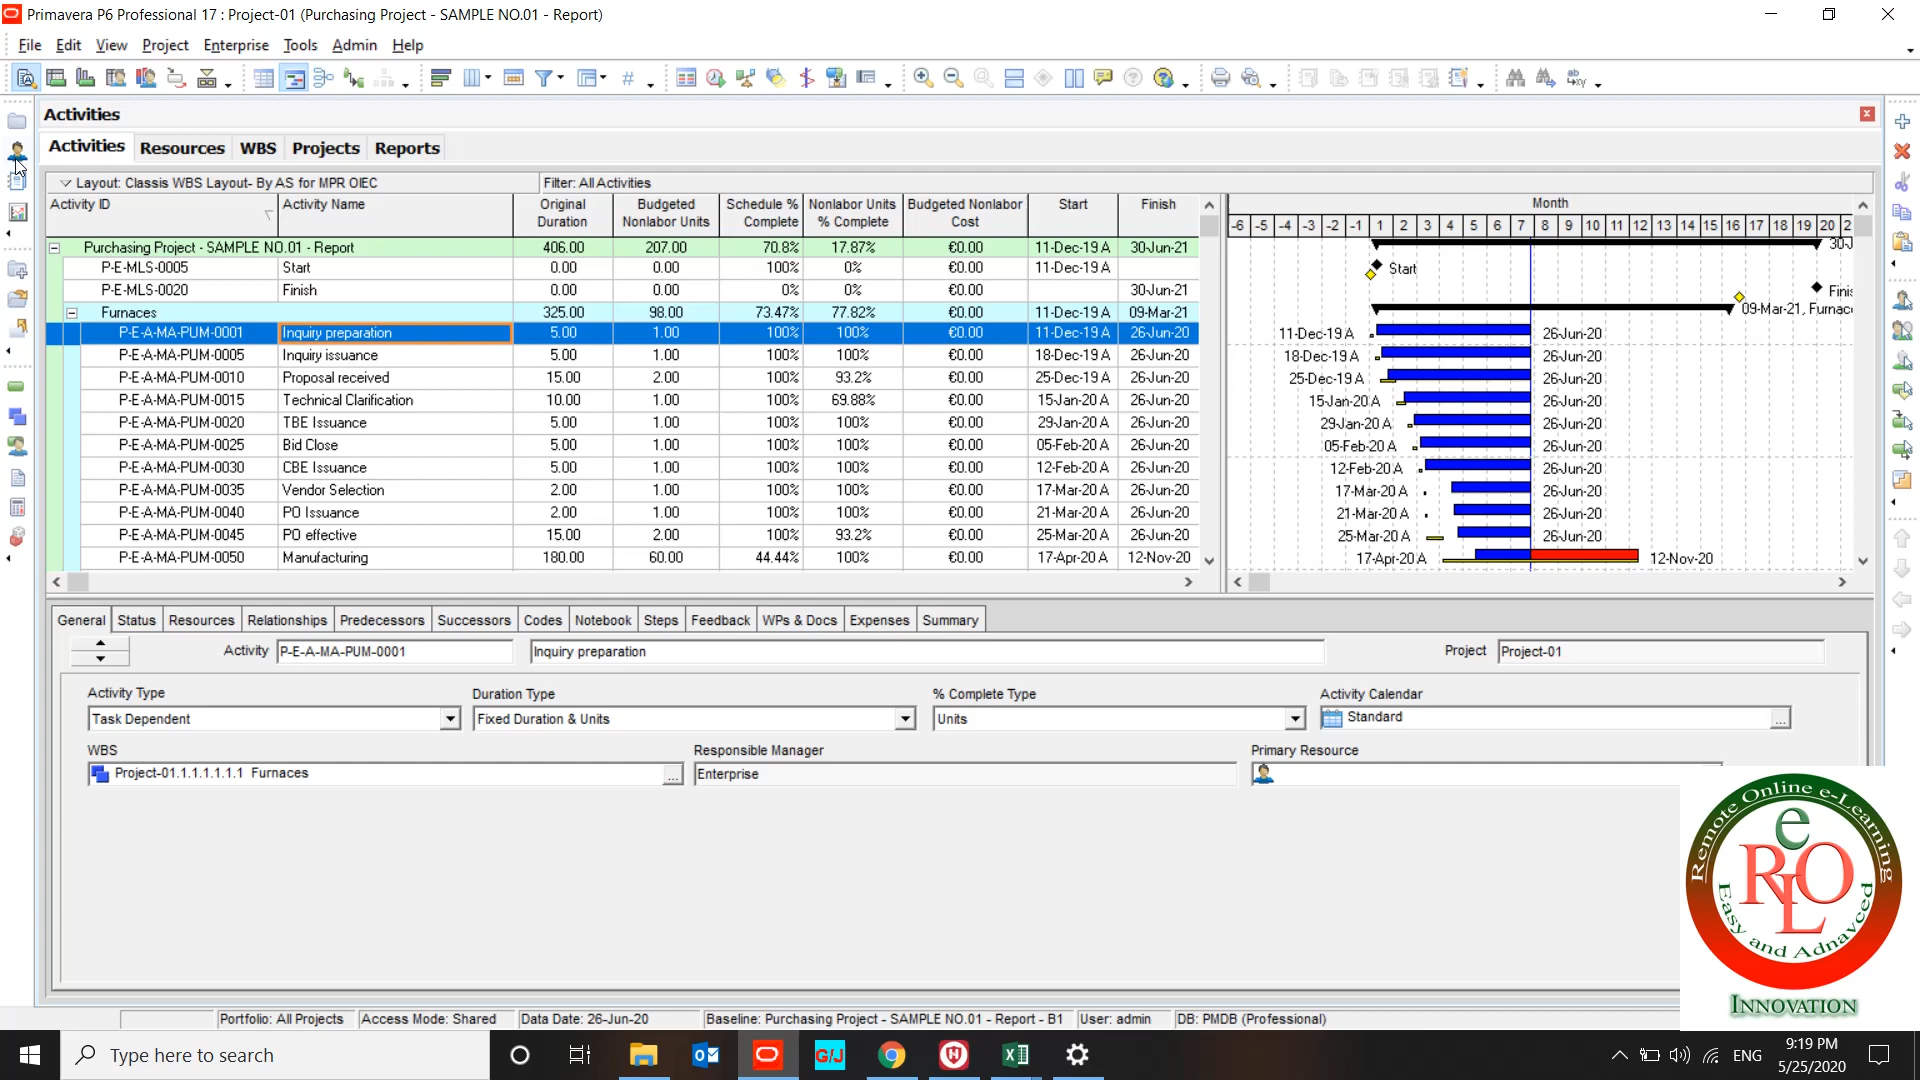 Primavera P6 Professional 17 : Project-01 (Purchasing Project - SAMPLE NO.01 - Report)
File Edit View Project Enterprise Tools Admin Help
Activities
Activities Resources WBS Projects Reports
Layout: Classis WBS Layout- By AS for MPR OIEC Filter: All Activities
Activity ID Activity Name Original Duration Budgeted Nonlabor Units Schedule % Complete Nonlabor Units % Complete Budgeted Nonlabor Cost Start Finish Month
-6 -5 -4 -3 -2 -1 1 2 3 4 5 6 7 8 9 10 11 12 13 14 15 16 17 18 19 20 2
Purchasing Project - SAMPLE NO.01 - Report 406.00 207.00 70.8% 17.87% €0.00 11-Dec-19 A 30-Jun-21 30-J
P-E-MLS-0005 Start 0.00 0.00 100% 0% €0.00 11-Dec-19 A Start
P-E-MLS-0020 Finish 0.00 0.00 0% 0% €0.00 30-Jun-21 Finis
Furnaces 325.00 98.00 73.47% 77.82% €0.00 11-Dec-19 A 09-Mar-21 09-Mar-21, Furnac
P-E-A-MA-PUM-0001 Inquiry preparation 5.00 1.00 100% 100% €0.00 11-Dec-19 A 26-Jun-20 11-Dec-19 A 26-Jun-20
P-E-A-MA-PUM-0005 Inquiry issuance 5.00 1.00 100% 100% €0.00 18-Dec-19 A 26-Jun-20 18-Dec-19 A 26-Jun-20
P-E-A-MA-PUM-0010 Proposal received 15.00 2.00 100% 93.2% €0.00 25-Dec-19 A 26-Jun-20 25-Dec-19 A 26-Jun-20
P-E-A-MA-PUM-0015 Technical Clarification 10.00 1.00 100% 69.88% €0.00 15-Jan-20 A 26-Jun-20 15-Jan-20 A 26-Jun-20
P-E-A-MA-PUM-0020 TBE Issuance 5.00 1.00 100% 100% €0.00 29-Jan-20 A 26-Jun-20 29-Jan-20 A 26-Jun-20
P-E-A-MA-PUM-0025 Bid Close 5.00 1.00 100% 100% €0.00 05-Feb-20 A 26-Jun-20 05-Feb-20 A 26-Jun-20
P-E-A-MA-PUM-0030 CBE Issuance 5.00 1.00 100% 100% €0.00 12-Feb-20 A 26-Jun-20 12-Feb-20 A 26-Jun-20
P-E-A-MA-PUM-0035 Vendor Selection 2.00 1.00 100% 100% €0.00 17-Mar-20 A 26-Jun-20 17-Mar-20 A 26-Jun-20
P-E-A-MA-PUM-0040 PO Issuance 2.00 1.00 100% 100% €0.00 21-Mar-20 A 26-Jun-20 21-Mar-20 A 26-Jun-20
P-E-A-MA-PUM-0045 PO effective 15.00 2.00 100% 93.2% €0.00 25-Mar-20 A 26-Jun-20 25-Mar-20 A 26-Jun-20
P-E-A-MA-PUM-0050 Manufacturing 180.00 60.00 44.44% 100% €0.00 17-Apr-20 A 12-Nov-20 17-Apr-20 A 12-Nov-20
General Status Resources Relationships Predecessors Successors Codes Notebook Steps Feedback WPs & Docs Expenses Summary
Activity P-E-A-MA-PUM-0001 Inquiry preparation Project Project-01
Activity Type Duration Type % Complete Type Activity Calendar
Task Dependent Fixed Duration & Units Units Standard
WBS Responsible Manager Primary Resource
Project-01.1.1.1.1.1.1 Furnaces Enterprise
Remote Online e-Learning
e
ROL
Easy and Adnavced
INNOVATION
Portfolio: All Projects Access Mode: Shared Data Date: 26-Jun-20 Baseline: Purchasing Project - SAMPLE NO.01 - Report - B1 User: admin DB: PMDB (Professional)
Type here to search G/J ENG 9:19 PM
5/25/2020